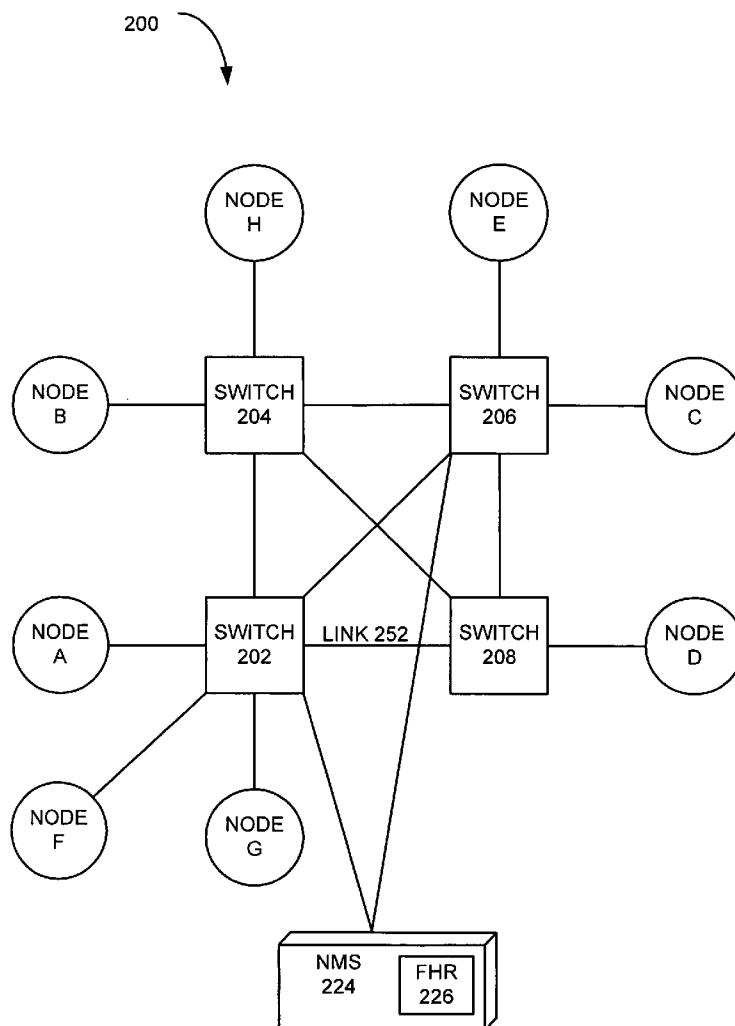 200
NODE
H
NODE
E
NODE
B
SWITCH
204
SWITCH
206
NODE
C
NODE
A
SWITCH
202
LINK 252
SWITCH
208
NODE
D
NODE
F
NODE
G
NMS
224
FHR
226